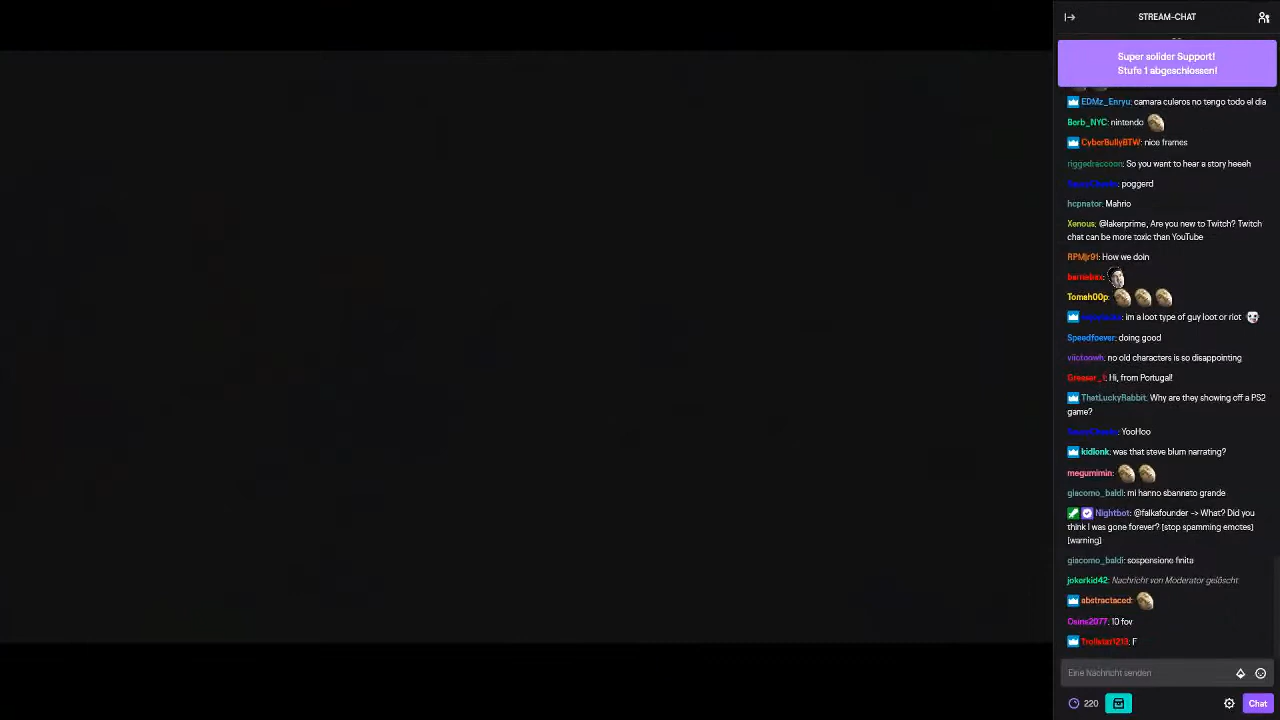 STREAM-CHAT
Super solider Support!
Stufe 1 abgeschlossen!
EDMz_Enryu: camara culeros no tengo todo el dia
Borb_NYC: nintendo
CyberBullyBTW: nice frames
riggedraccoon: So you want to hear a story heeeh
poggerd
hcpnator: Mahrio
Xenous: @lakerprime, Are you new to Twitch? Twitch
chat can be more toxic than YouTube
RPMjr91: How we doin
Tomah00p:
im a loot type of guy loot or riot
Speedfoever: doing good
viictoowh: no old characters is so disappointing
Greaser_1: Hi, from Portugal!
ThetLuckyRabbit: Why are they showing off a PS2
game?
YooHoo
kidlonk: was that steve blum narrating?
megumimin:
giacomo_baldi: mi hanno sbannato grande
Nightbot: @falkafounder -> What? Did you
think I was gone forever? [stop spamming emotes]
[warning]
giacomo_baldi: sospensione finita
jokerkid42: Nachricht von Moderator gelöscht
abstractaced:
Osiris2077: 10 fov
Trollstar1213: F
Eine Nachricht senden
220
Chat